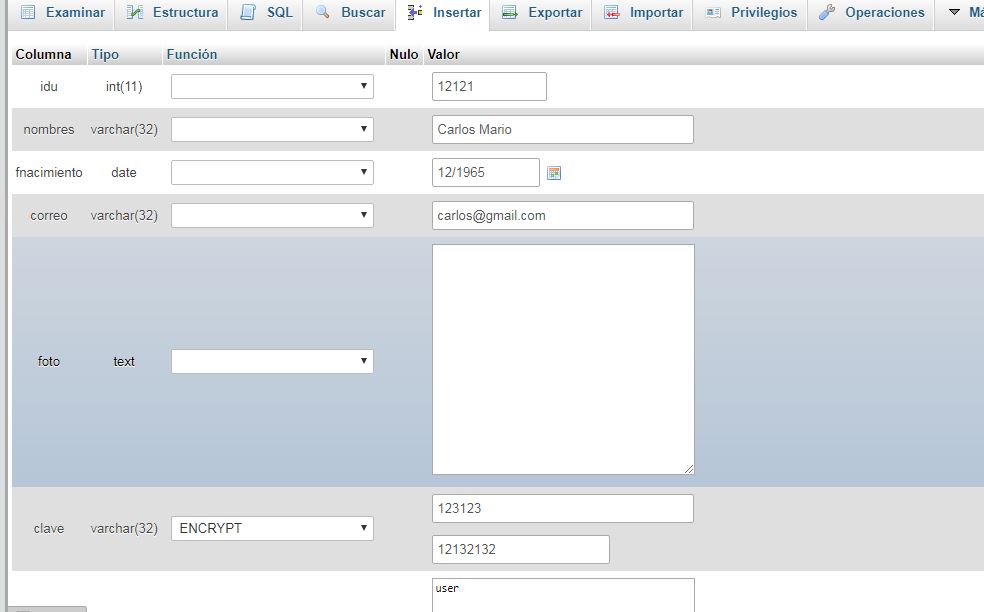 Examinar Estructura SQL Buscar Insertar Exportar Importar Privilegios Operaciones Má
Columna Tipo Función Nulo Valor
idu int(11) 12121
nombres varchar(32) Carlos Mario
fnacimiento date 12/1965
correo varchar(32) carlos@gmail.com
foto text
clave varchar(32) ENCRYPT 123123
12132132
user